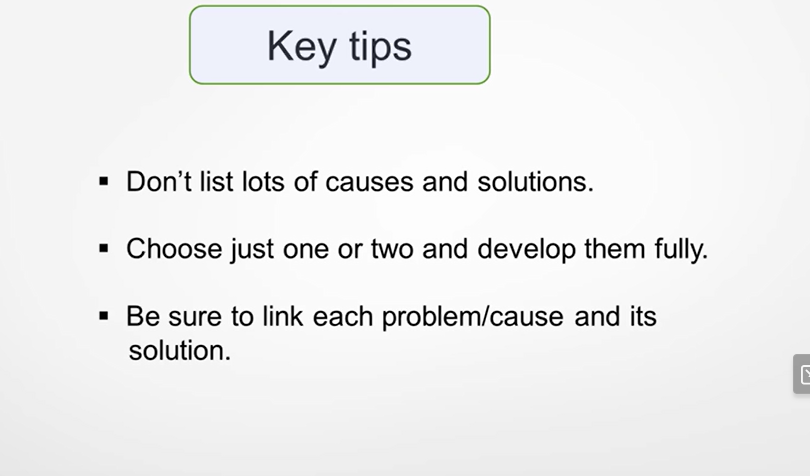 Key tips
▪ Don’t list lots of causes and solutions.
▪ Choose just one or two and develop them fully.
▪ Be sure to link each problem/cause and its
solution.